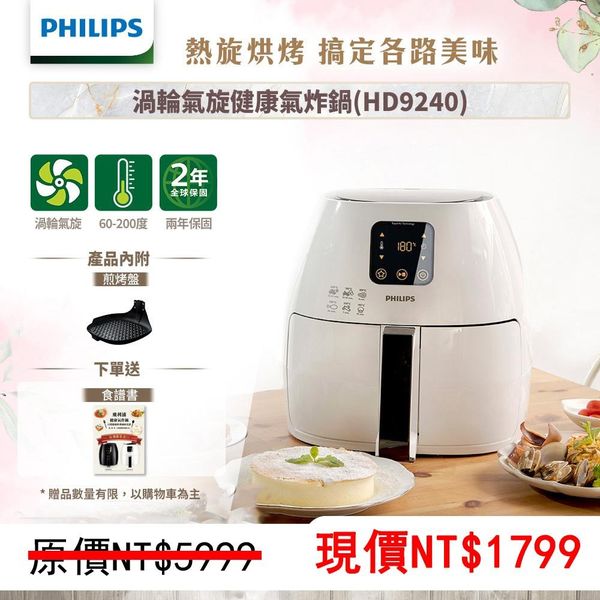 PHILIPS
熱旋烘烤 搞定各路美味
渦輪氣旋健康氣炸鍋(HD9240)
2年
全球保固
渦輪氣旋
60-200度
兩年保固
產品內附
煎烤盤
180°c
PHILIPS
下單送
食譜書
*贈品數量有限，以購物車為主
原價NT$5999
現價NT$1799